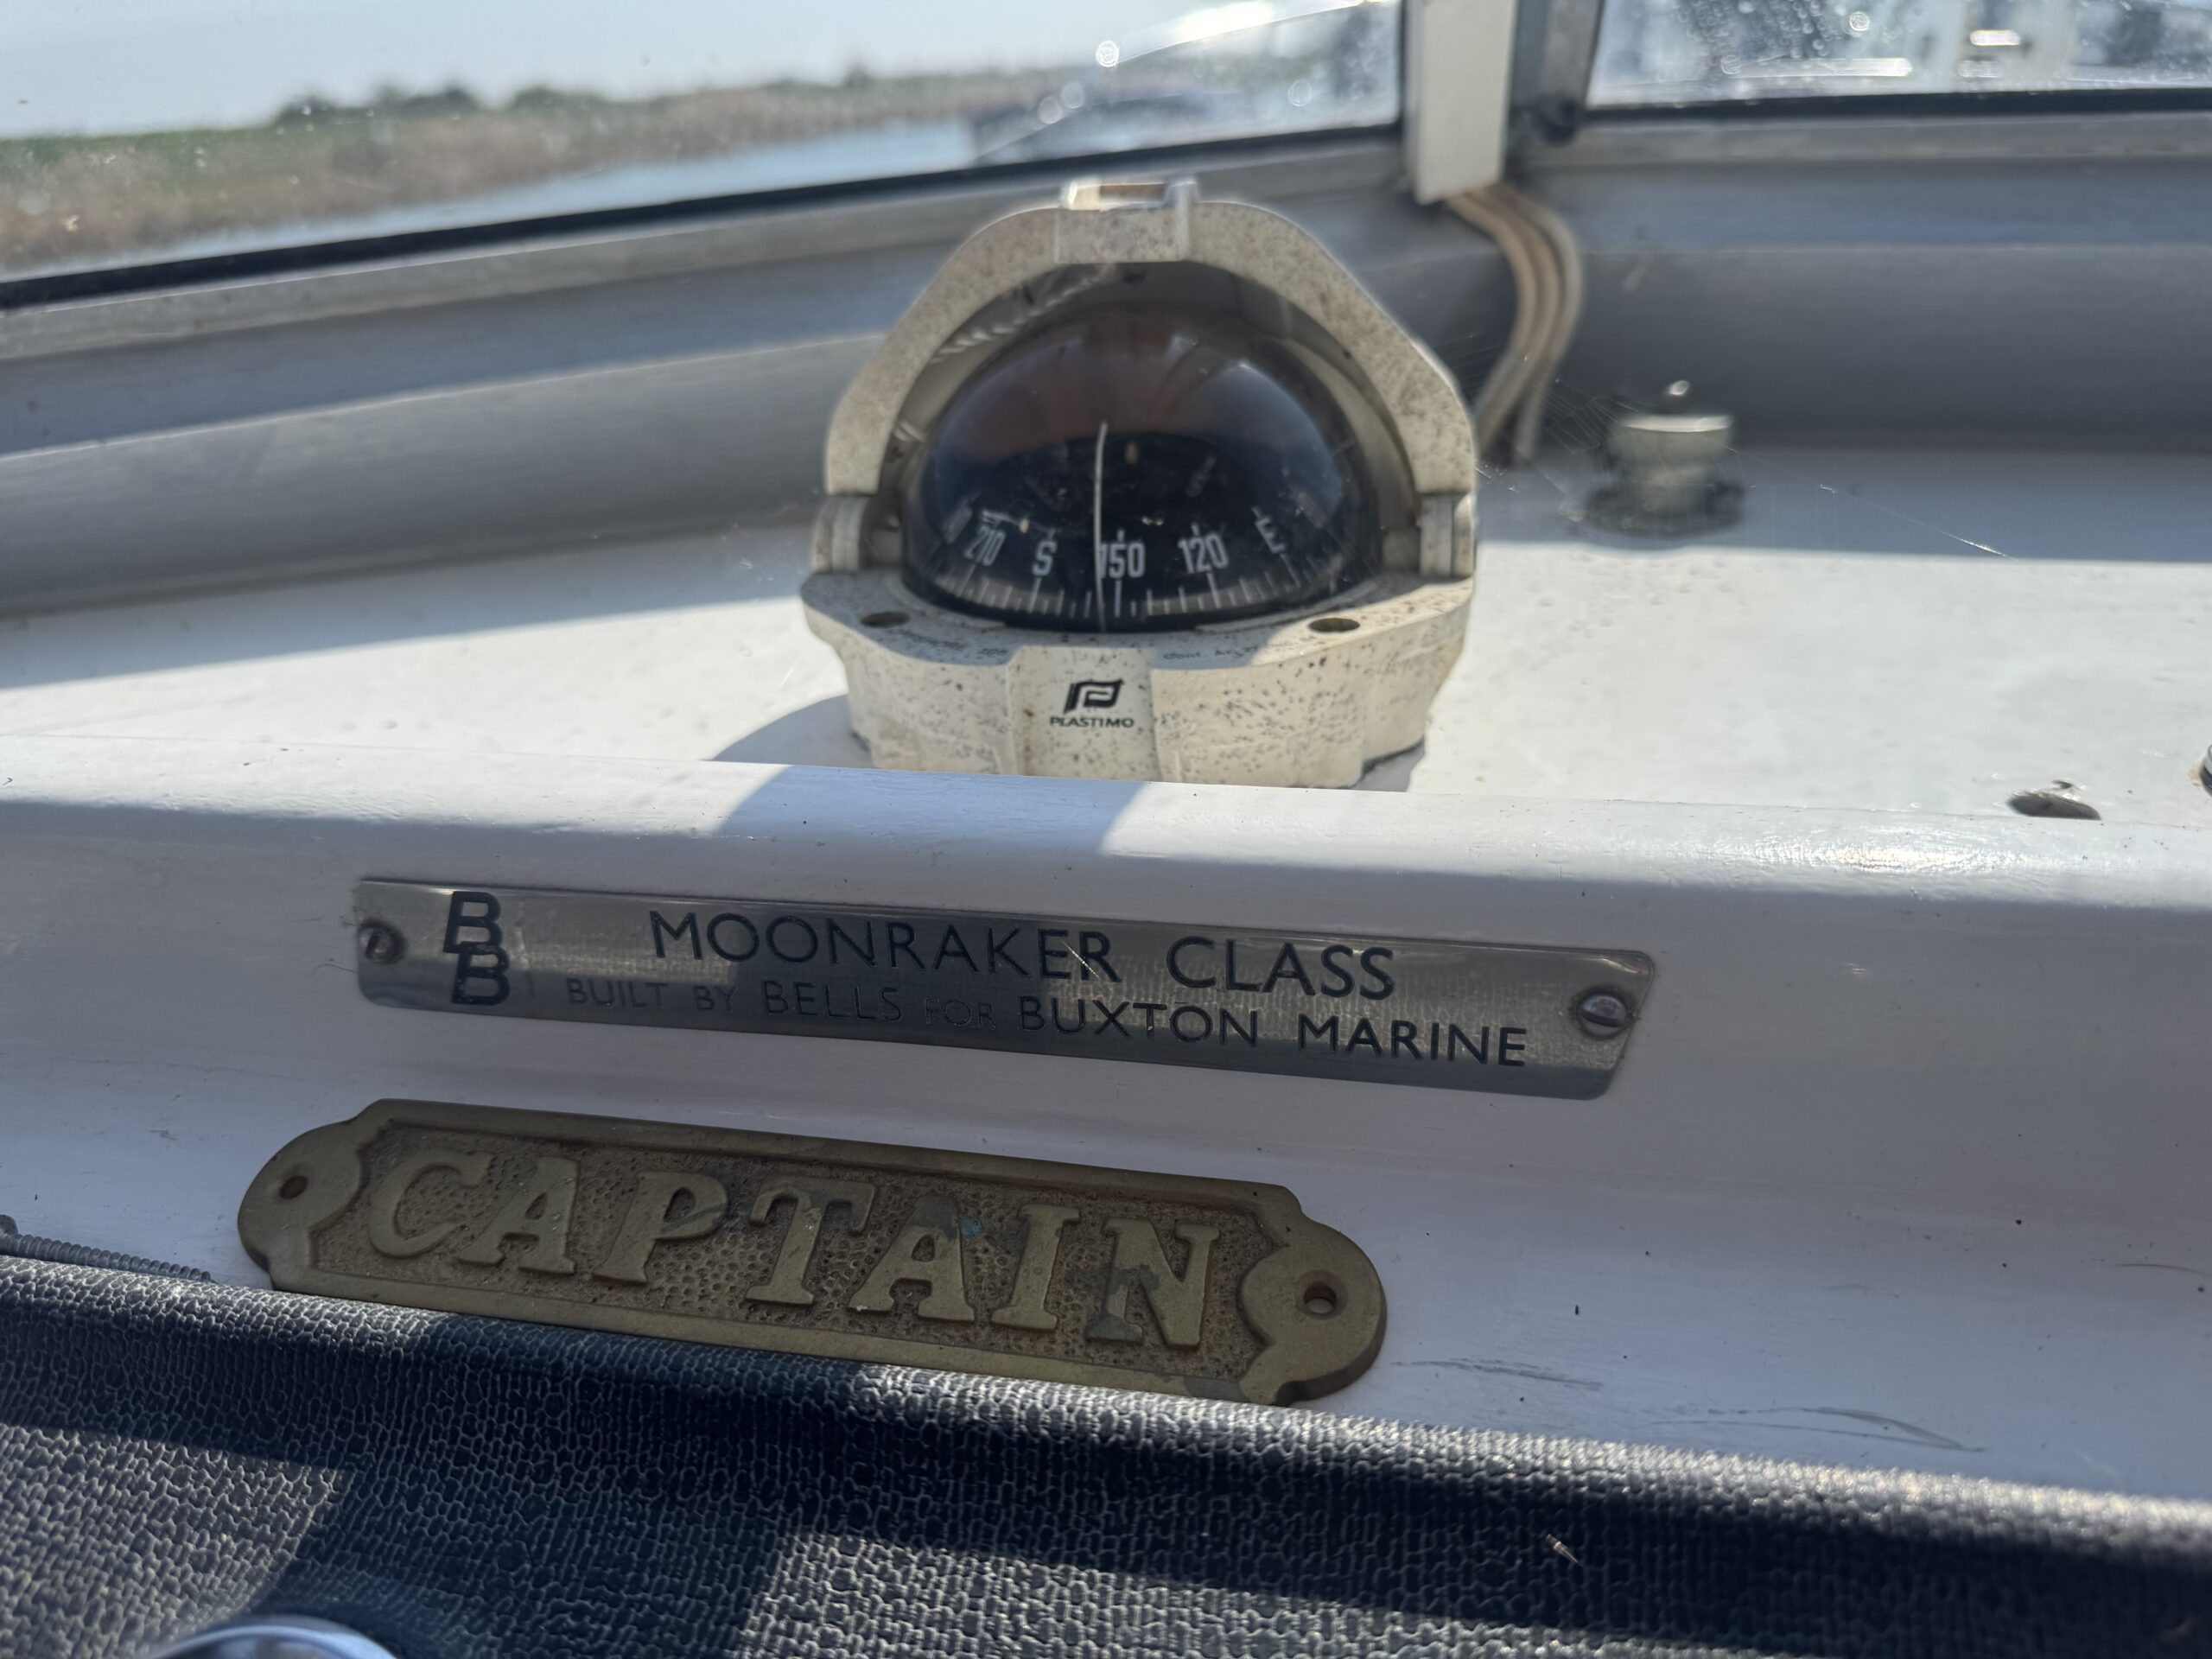 210 S 150 120 E
PLASTIMO
BB MOONRAKER CLASS
BUILT BY BELLS FOR BUXTON MARINE
CAPTAIN